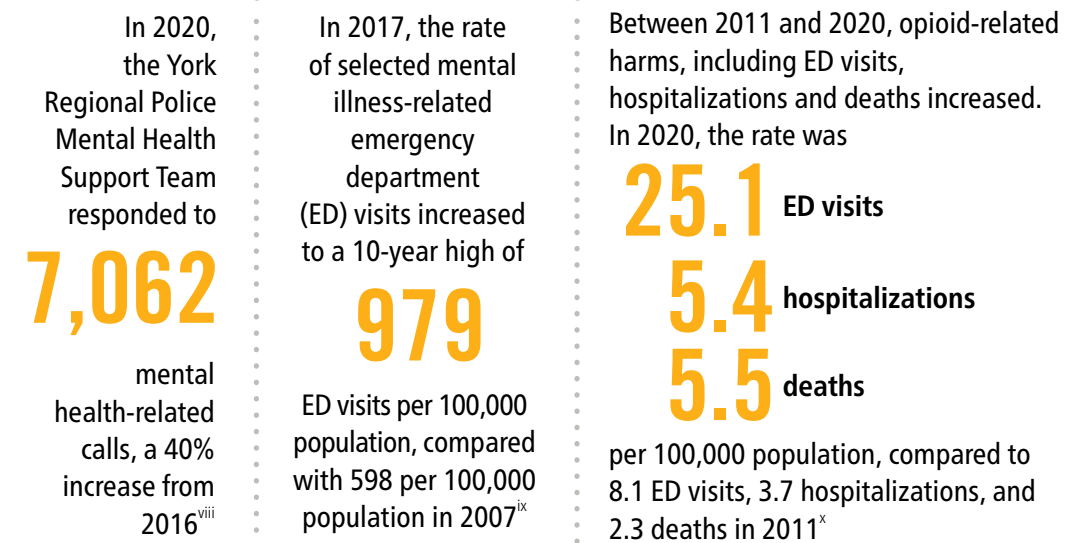 In 2020,
the York
Regional Police
Mental Health
Support Team
responded to
7,062
mental
health-related
calls, a 40%
increase from
2016viii
In 2017, the rate
of selected mental
illness-related
emergency
department
(ED) visits increased
to a 10-year high of
979
ED visits per 100,000
population, compared
with 598 per 100,000
population in 2007ix
Between 2011 and 2020, opioid-related
harms, including ED visits,
hospitalizations and deaths increased.
In 2020, the rate was
25.1 ED visits
5.4 hospitalizations
5.5 deaths
per 100,000 population, compared to
8.1 ED visits, 3.7 hospitalizations, and
2.3 deaths in 2011x